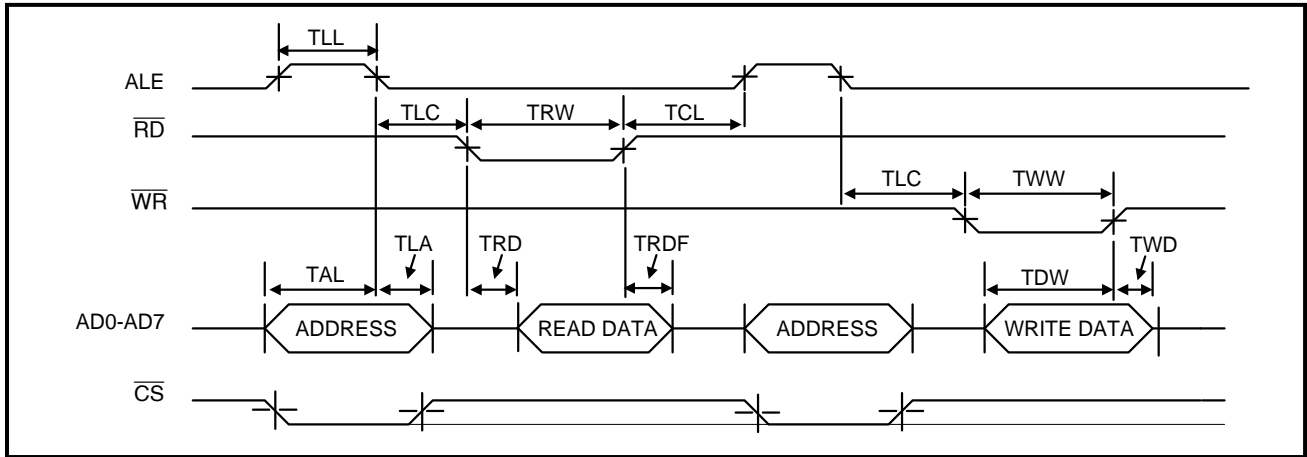 TLL
ALE
TLC TRW TCL
RD
TLC TWW
WR
TLA TRD TRDF TWD
TAL TDW
AD0-AD7 ADDRESS READ DATA ADDRESS WRITE DATA
CS